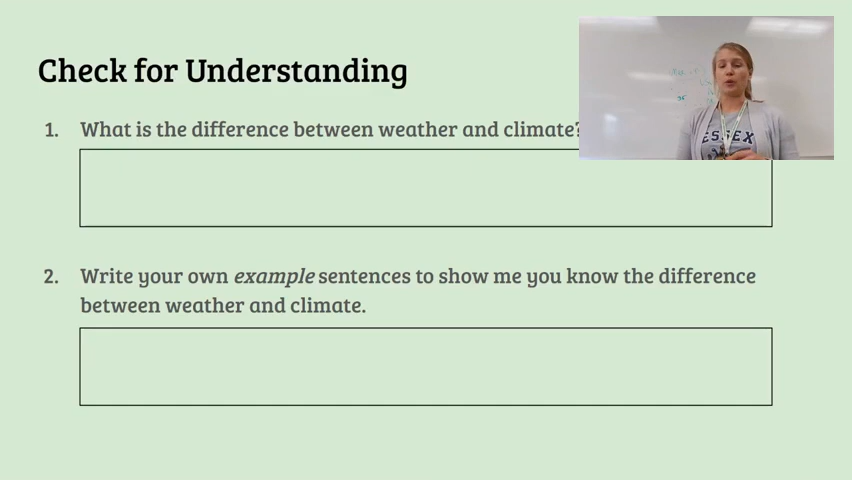 Check for Understanding
1. What is the difference between weather and climate?
ESSEX
2. Write your own example sentences to show me you know the difference
between weather and climate.